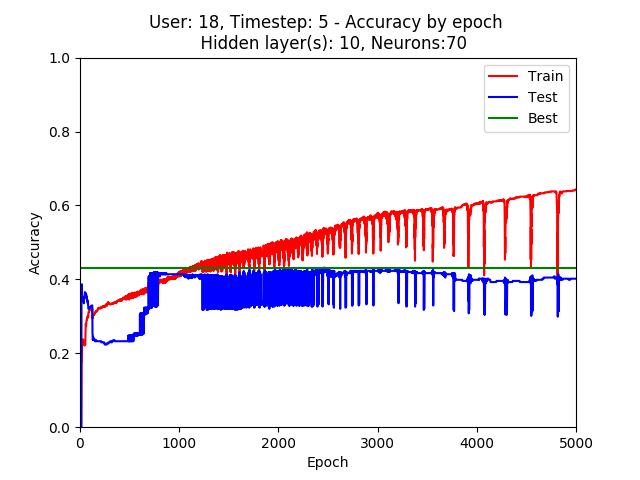 User: 18, Timestep: 5 - Accuracy by epoch
Hidden layer(s): 10, Neurons:70
1.0
0.8
0.6
0.4
0.2
0.0
Accuracy
Train
Test
Best
0 1000 2000 3000 4000 5000
Epoch